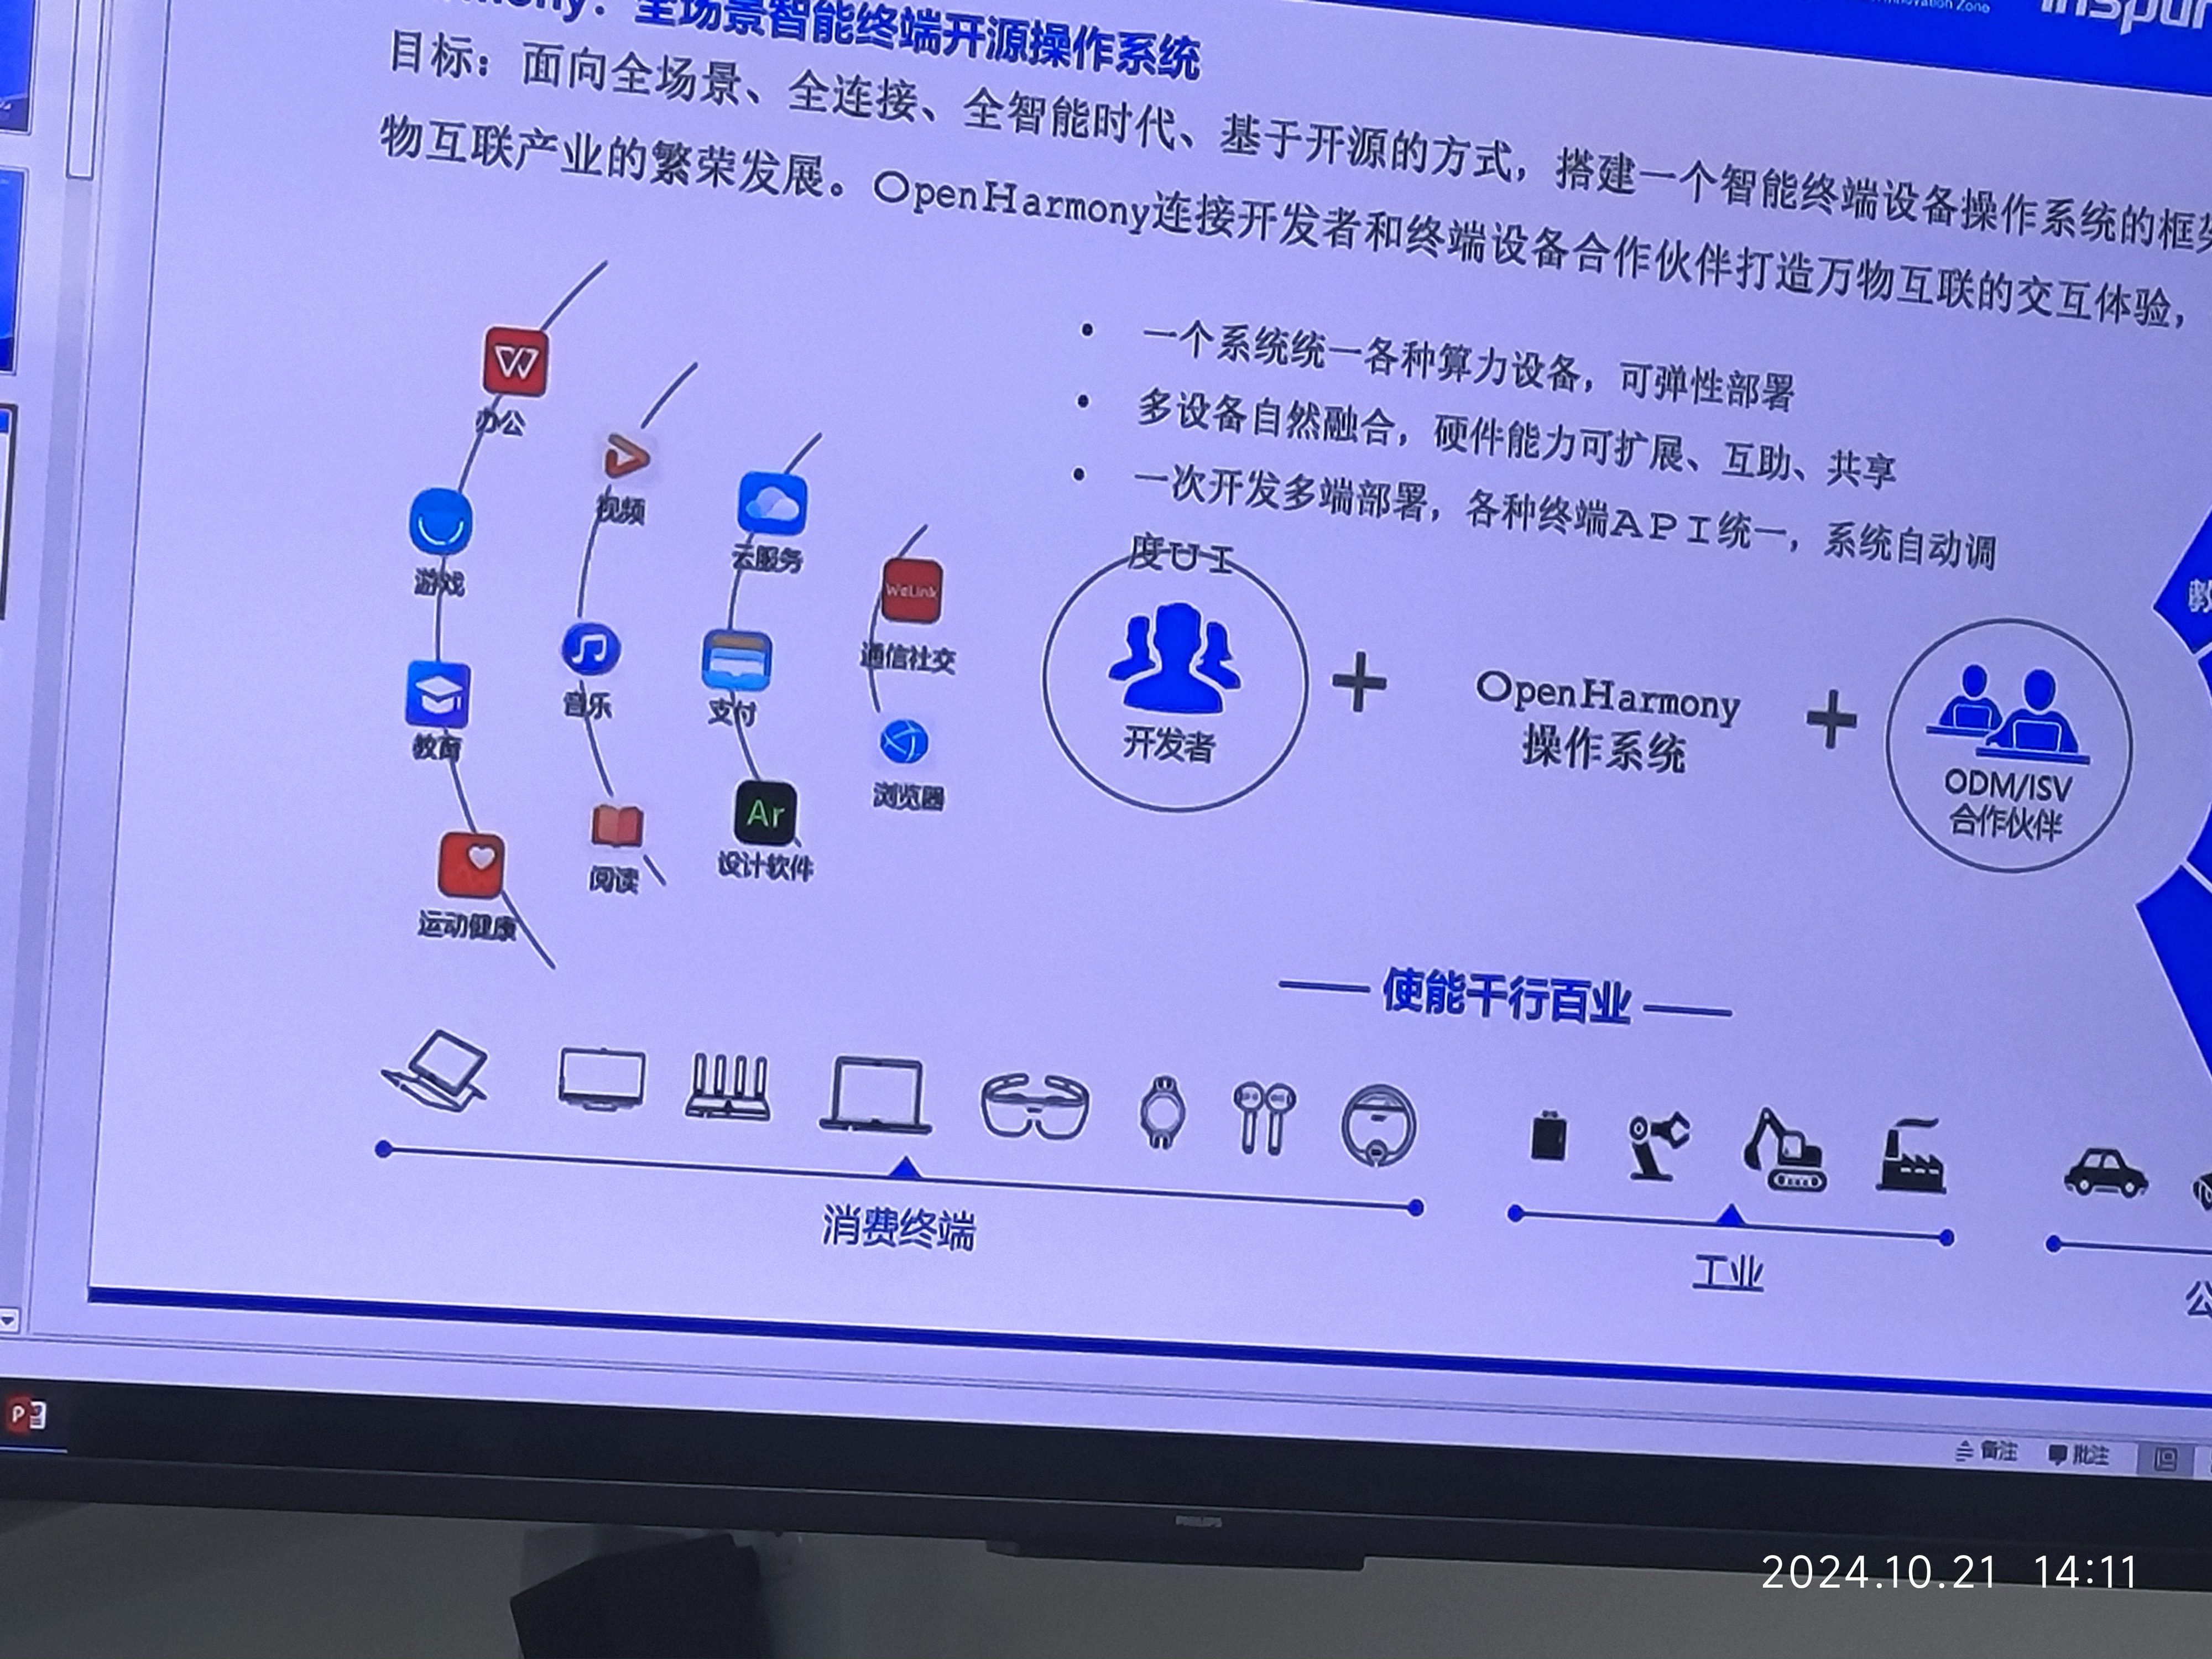 mony：全场景智能终端开源操作系统
Innovation Zone
inspur
目标：面向全场景、全连接、全智能时代、基于开源的方式，搭建一个智能终端设备操作系统的框架
物互联产业的繁荣发展。OpenHarmony连接开发者和终端设备合作伙伴打造万物互联的交互体验，
• 一个系统统一各种算力设备，可弹性部署
• 多设备自然融合，硬件能力可扩展、互助、共享
• 一次开发多端部署，各种终端API统一，系统自动调
度UI
办公
视频
云服务
WeLink
游戏
通信社交
教育
音乐
支付
浏览器
Ar
运动健康
阅读
设计软件
开发者
+
OpenHarmony
操作系统
+
ODM/ISV
合作伙伴
使能千行百业
消费终端
工业
公
P
备注
批注
2024.10.21 14:11